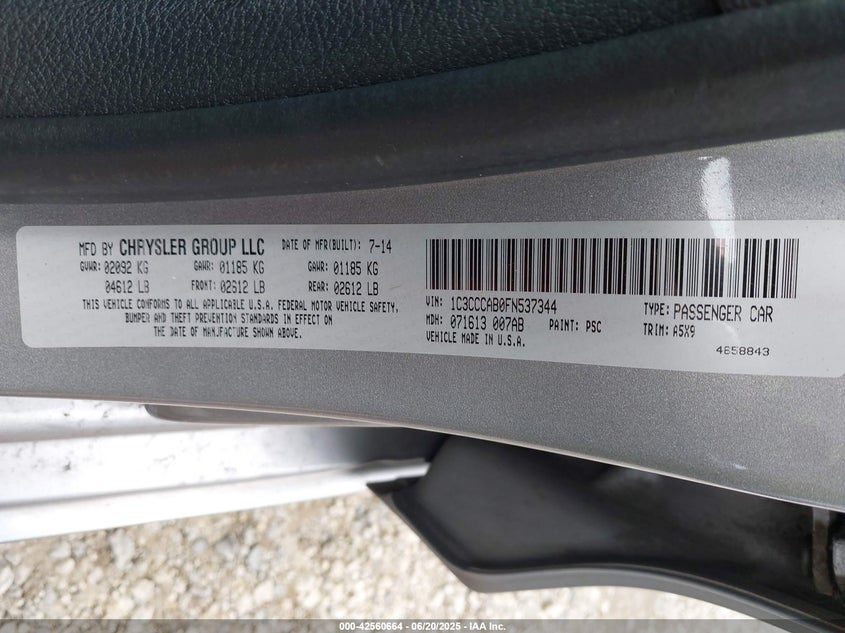 MFD BY CHRYSLER GROUP LLC DATE OF MFR(BUILT): 7-14
GVWR: 02092 KG GAWR: 01185 KG GAWR: 01185 KG
04612 LB FRONT: 02612 LB REAR: 02612 LB
THIS VEHICLE CONFORMS TO ALL APPLICABLE U.S.A. FEDERAL MOTOR VEHICLE SAFETY,
BUMPER AND THEFT PREVENTION STANDARDS IN EFFECT ON
THE DATE OF MANUFACTURE SHOWN ABOVE.
VIN: 1C3CCCAB0FN537344 TYPE: PASSENGER CAR
MDH: 071613 007AB PAINT: PSC TRIM: A5X9
VEHICLE MADE IN U.S.A. 4658843
000-42560664 - 06/20/2025 - IAA Inc.